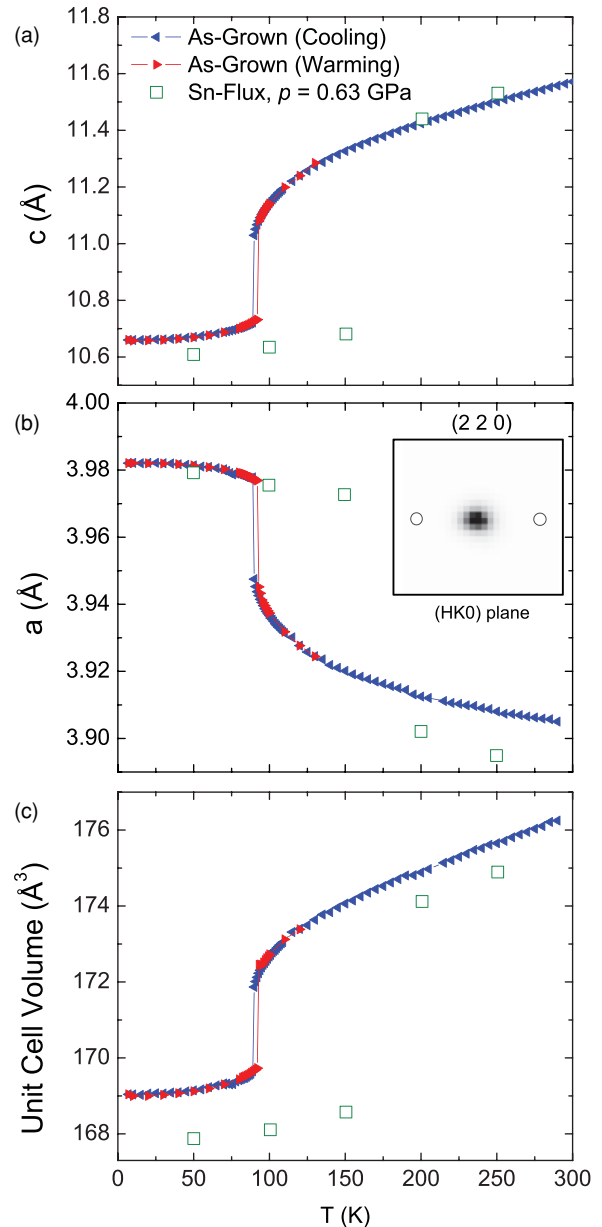 (a)
11.8
11.6
11.4
11.2
11.0
10.8
10.6
c (Å)
As-Grown (Cooling)
As-Grown (Warming)
Sn-Flux, p = 0.63 GPa
(b)
4.00
3.98
3.96
3.94
3.92
3.90
a (Å)
(2 2 0)
(HK0) plane
(c)
176
174
172
170
168
Unit Cell Volume (Å³)
0 50 100 150 200 250 300
T (K)